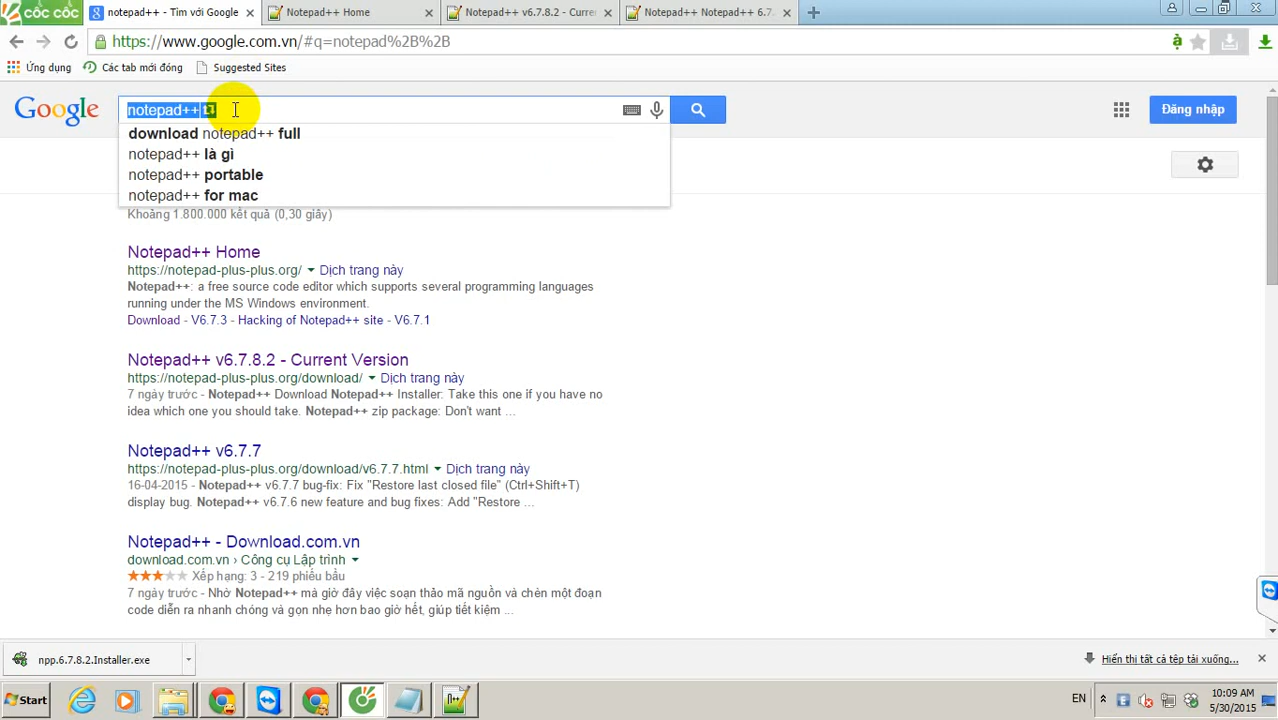 cốc cốc
notepad++ - Tìm với Google
Notepad++ Home
Notepad++ v6.7.8.2 - Curre
Notepad++ Notepad++ 6.7.
https://www.google.com.vn/#q=notepad%2B%2B
Ứng dụng
Các tab mới đóng
Suggested Sites
Google
notepad++
Đăng nhập
download notepad++ full
notepad++ là gì
notepad++ portable
notepad++ for mac
Khoảng 1.800.000 kết quả (0,30 giây)
Notepad++ Home
https://notepad-plus-plus.org/ Dịch trang này
Notepad++: a free source code editor which supports several programming languages
running under the MS Windows environment.
Download - V6.7.3 - Hacking of Notepad++ site - V6.7.1
Notepad++ v6.7.8.2 - Current Version
https://notepad-plus-plus.org/download/ Dịch trang này
7 ngày trước - Notepad++ Download Notepad++ Installer: Take this one if you have no
idea which one you should take. Notepad++ zip package: Don't want ...
Notepad++ v6.7.7
https://notepad-plus-plus.org/download/v6.7.7.html Dịch trang này
16-04-2015 - Notepad++ v6.7.7 bug-fix: Fix "Restore last closed file" (Ctrl+Shift+T)
display bug. Notepad++ v6.7.6 new feature and bug fixes: Add "Restore ...
Notepad++ - Download.com.vn
download.com.vn › Công cụ Lập trình
Xếp hạng: 3 - 219 phiếu bầu
7 ngày trước - Nhờ Notepad++ mà giờ đây việc soạn thảo mã nguồn và chèn một đoạn
code diễn ra nhanh chóng và gọn nhẹ hơn bao giờ hết, giúp tiết kiệm ...
npp.6.7.8.2.Installer.exe
Hiển thị tất cả tệp tải xuống...
Start
EN
10:09 AM
5/30/2015